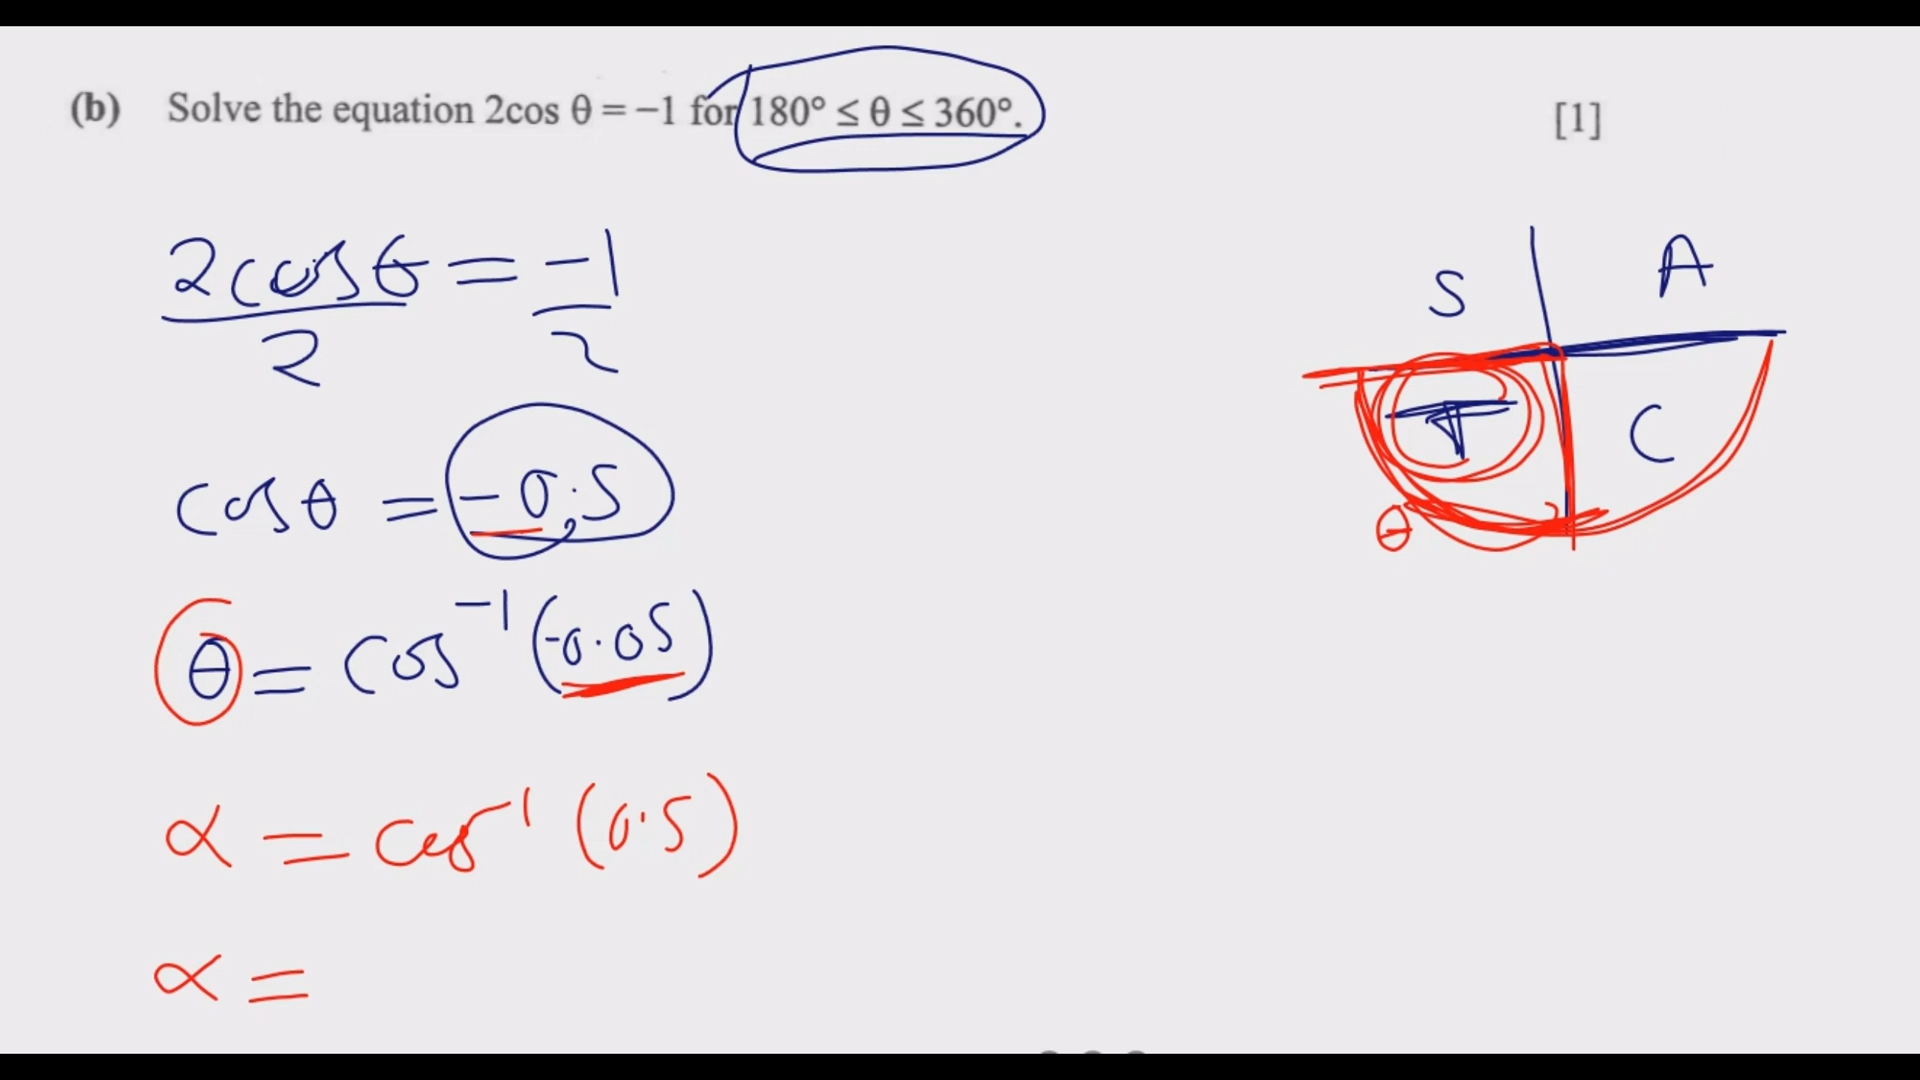 (b) Solve the equation 2cos θ = −1 for 180° ≤ θ ≤ 360°. [1]
2cosθ = −1
2 2
S A
T C
cosθ = −0.5
θ
θ = cos⁻¹(−0.05)
α = cos⁻¹(0.5)
α =